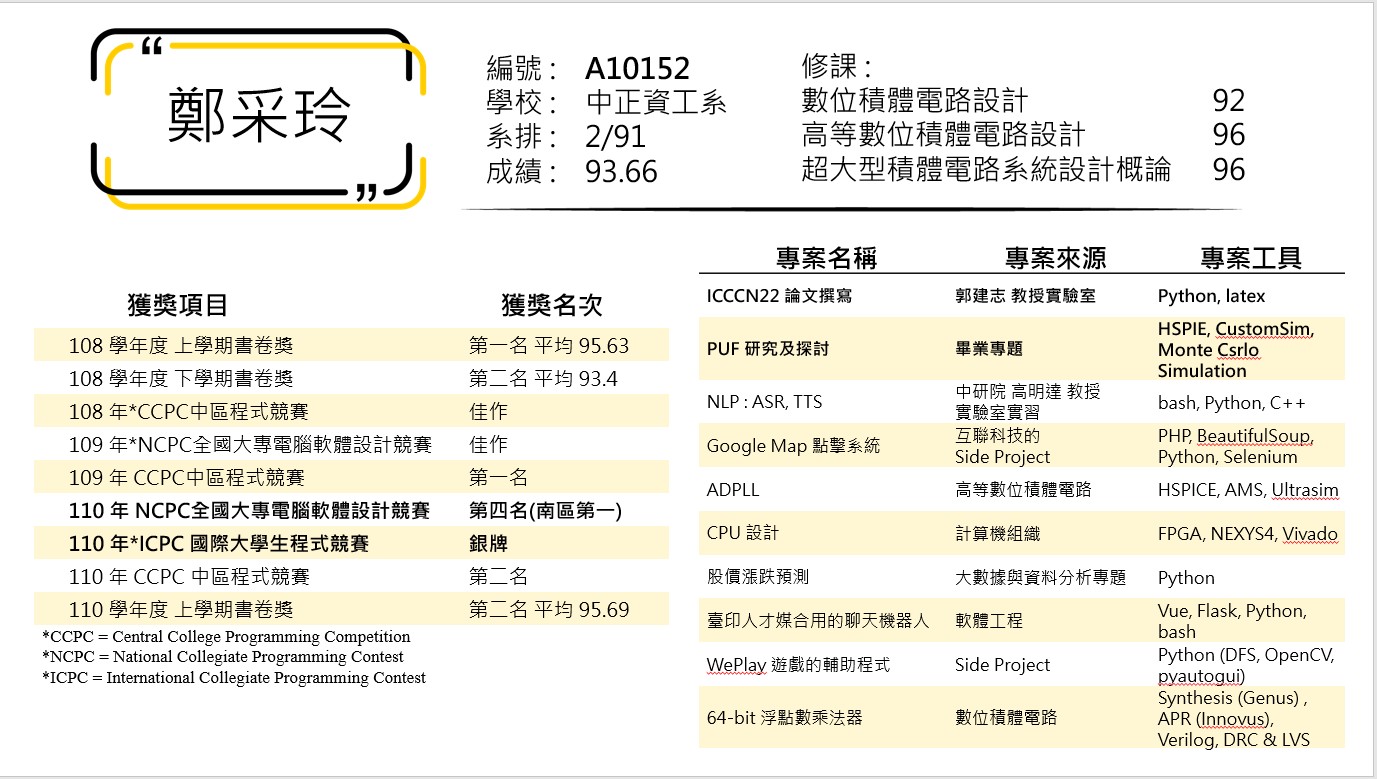 “
鄭采玲
”
編號： A10152
學校： 中正資工系
系排： 2/91
成績： 93.66
修課：
數位積體電路設計 92
高等數位積體電路設計 96
超大型積體電路系統設計概論 96
獲獎項目 獲獎名次
108 學年度 上學期書卷獎 第一名 平均 95.63
108 學年度 下學期書卷獎 第二名 平均 93.4
108 年*CCPC中區程式競賽 佳作
109 年*NCPC全國大專電腦軟體設計競賽 佳作
109 年 CCPC中區程式競賽 第一名
110 年 NCPC全國大專電腦軟體設計競賽 第四名(南區第一)
110 年*ICPC 國際大學生程式競賽 銀牌
110 年 CCPC 中區程式競賽 第二名
110 學年度 上學期書卷獎 第二名 平均 95.69
*CCPC = Central College Programming Competition
*NCPC = National Collegiate Programming Contest
*ICPC = International Collegiate Programming Contest
專案名稱 專案來源 專案工具
ICCCN22 論文撰寫 郭建志 教授實驗室 Python, latex
PUF 研究及探討 畢業專題 HSPIE, CustomSim,
Monte Csrlo
Simulation
NLP : ASR, TTS 中研院 高明達 教授
實驗室實習 bash, Python, C++
Google Map 點擊系統 互聯科技的
Side Project PHP, BeautifulSoup,
Python, Selenium
ADPLL 高等數位積體電路 HSPICE, AMS, Ultrasim
CPU 設計 計算機組織 FPGA, NEXYS4, Vivado
股價漲跌預測 大數據與資料分析專題 Python
臺印人才媒合用的聊天機器人 軟體工程 Vue, Flask, Python,
bash
WePlay 遊戲的輔助程式 Side Project Python (DFS, OpenCV,
pyautogui)
64-bit 浮點數乘法器 數位積體電路 Synthesis (Genus) ,
APR (Innovus),
Verilog, DRC & LVS